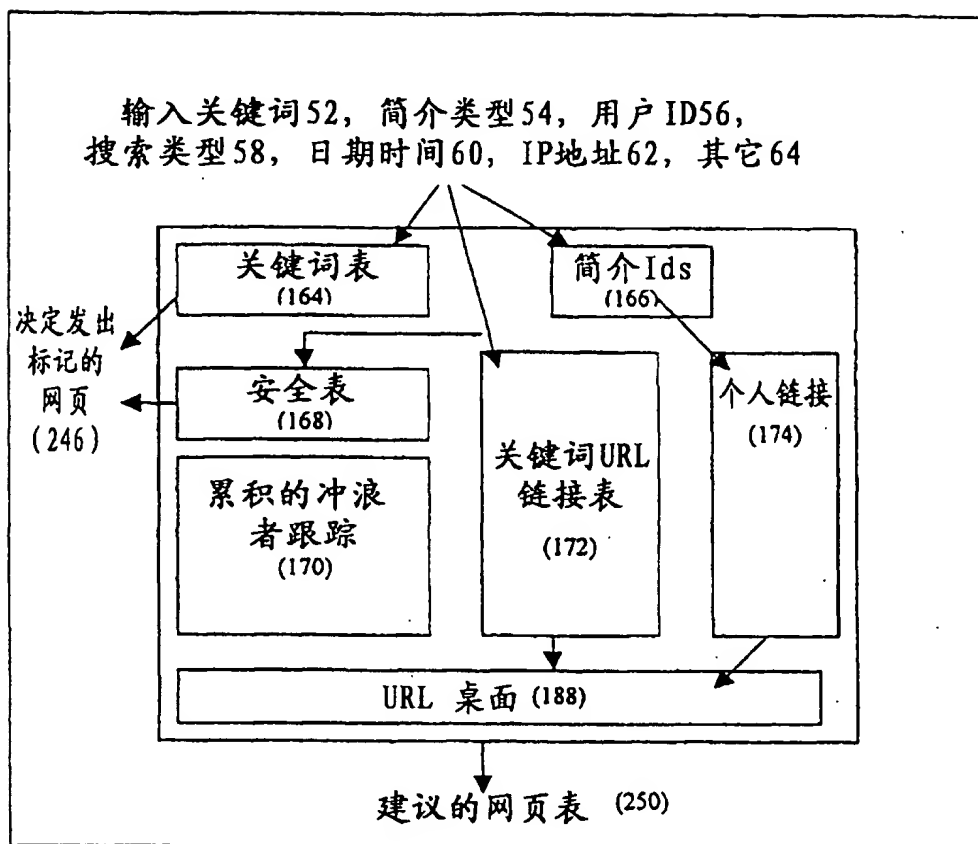 输入关键词52, 简介类型54, 用户ID56,
搜索类型58, 日期时间60, IP地址62, 其它64
关键词表
(164)
简介Ids
(166)
决定发出
标记的
网页
(246)
安全表
(168)
累积的冲浪
者跟踪
(170)
关键词URL
链接表
(172)
个人链接
(174)
URL 桌面 (188)
建议的网页表 (250)